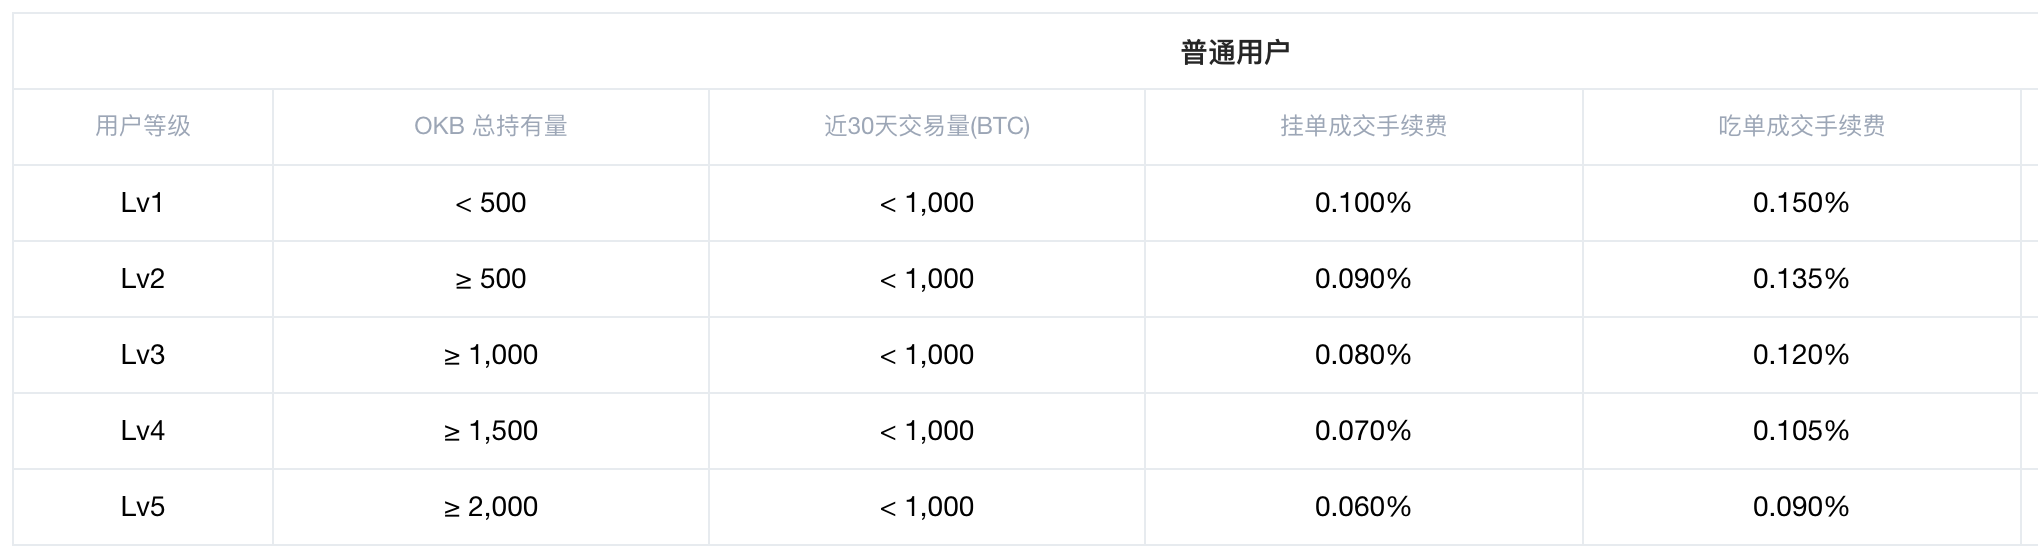 普通用户
用户等级 OKB 总持有量 近30天交易量(BTC) 挂单成交手续费 吃单成交手续费
Lv1 < 500 < 1,000 0.100% 0.150%
Lv2 ≥ 500 < 1,000 0.090% 0.135%
Lv3 ≥ 1,000 < 1,000 0.080% 0.120%
Lv4 ≥ 1,500 < 1,000 0.070% 0.105%
Lv5 ≥ 2,000 < 1,000 0.060% 0.090%